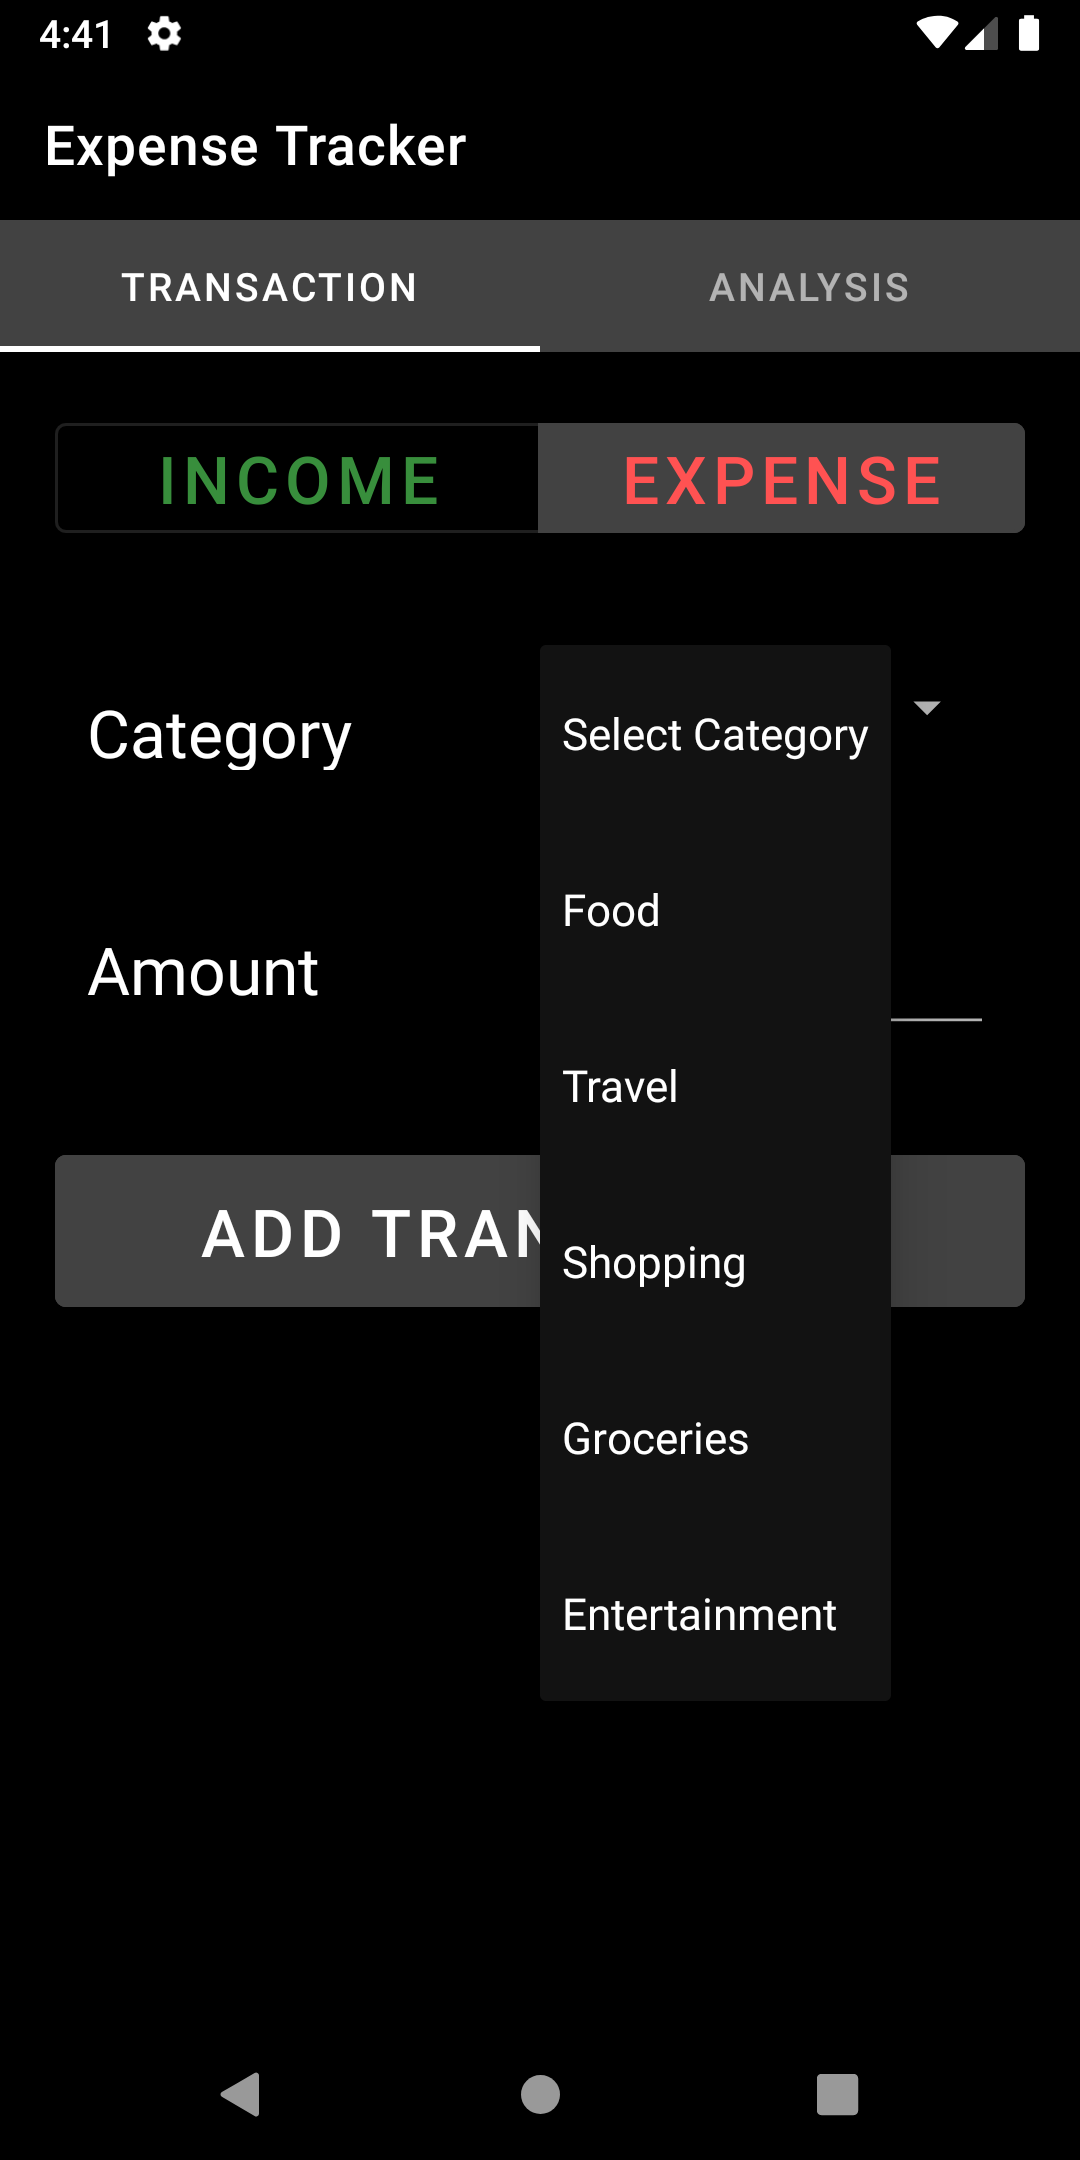 4:41
Expense Tracker
TRANSACTION ANALYSIS
INCOME EXPENSE
Category Select Category
Food
Amount
Travel
ADD TRAN
Shopping
Groceries
Entertainment